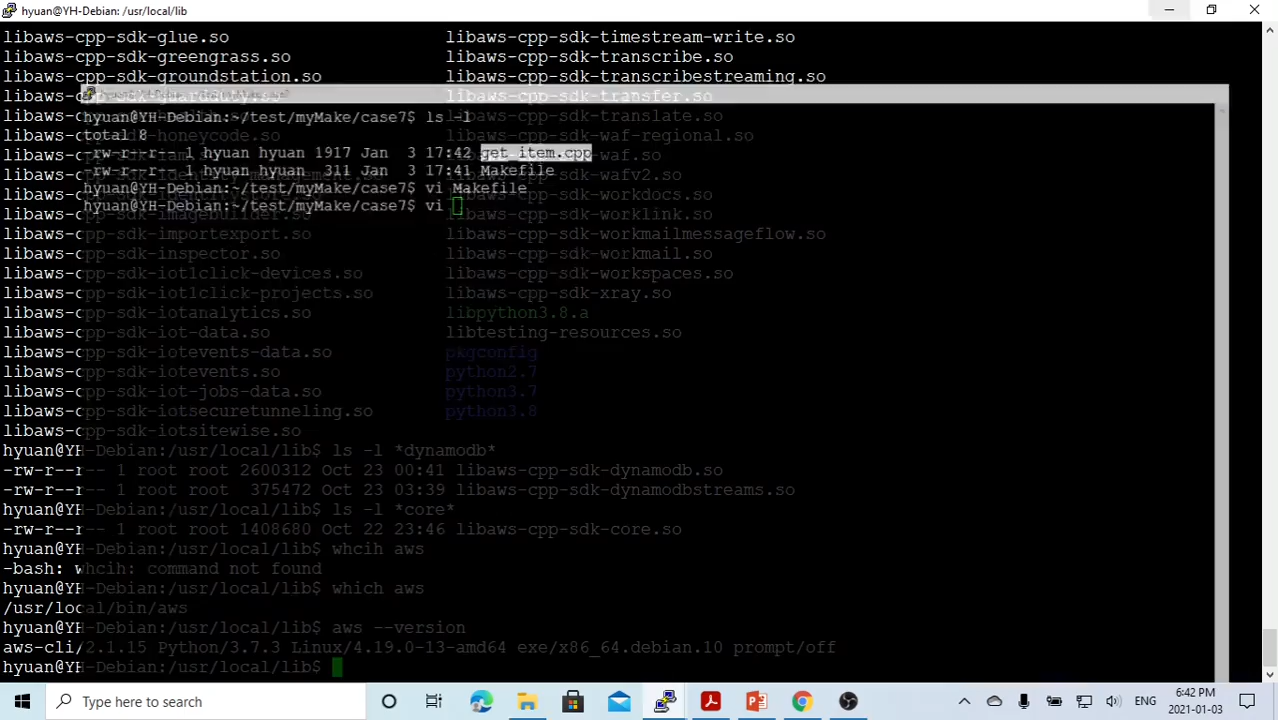 hyuan@YH-Debian: /usr/local/lib
libaws-cpp-sdk-glue.so libaws-cpp-sdk-timestream-write.so
libaws-cpp-sdk-greengrass.so libaws-cpp-sdk-transcribe.so
libaws-cpp-sdk-groundstation.so libaws-cpp-sdk-transcribestreaming.so
libaws-cpp-sdk-transfer.so
hyuan@YH-Debian:~/test/myMake/case7$ ls -l
libaws-cpp-sdk-translate.so
total 8
libaws-cpp-sdk-honeycode.so libaws-cpp-sdk-waf-regional.so
-rw-r--r-- 1 hyuan hyuan 1917 Jan 3 17:42 get_item.cpp
libaws-cpp-sdk-waf.so
-rw-r--r-- 1 hyuan hyuan 311 Jan 3 17:41 Makefile
libaws-cpp-sdk-wafv2.so
hyuan@YH-Debian:~/test/myMake/case7$ vi Makefile
libaws-cpp-sdk-workdocs.so
hyuan@YH-Debian:~/test/myMake/case7$ vi
libaws-cpp-sdk-imagebuilder.so libaws-cpp-sdk-worklink.so
libaws-cpp-sdk-importexport.so libaws-cpp-sdk-workmailmessageflow.so
libaws-cpp-sdk-inspector.so libaws-cpp-sdk-workmail.so
libaws-cpp-sdk-iot1click-devices.so libaws-cpp-sdk-workspaces.so
libaws-cpp-sdk-iot1click-projects.so libaws-cpp-sdk-xray.so
libaws-cpp-sdk-iotanalytics.so libpython3.8.a
libaws-cpp-sdk-iot-data.so libtesting-resources.so
libaws-cpp-sdk-iotevents-data.so pkgconfig
libaws-cpp-sdk-iotevents.so python2.7
libaws-cpp-sdk-iot-jobs-data.so python3.7
libaws-cpp-sdk-iotsecuretunneling.so python3.8
libaws-cpp-sdk-iotsitewise.so
hyuan@YH-Debian:/usr/local/lib$ ls -l *dynamodb*
-rw-r--r-- 1 root root 2600312 Oct 23 00:41 libaws-cpp-sdk-dynamodb.so
-rw-r--r-- 1 root root 375472 Oct 23 03:39 libaws-cpp-sdk-dynamodbstreams.so
hyuan@YH-Debian:/usr/local/lib$ ls -l *core*
-rw-r--r-- 1 root root 1408680 Oct 22 23:46 libaws-cpp-sdk-core.so
hyuan@YH-Debian:/usr/local/lib$ whcih aws
-bash: whcih: command not found
hyuan@YH-Debian:/usr/local/lib$ which aws
/usr/local/bin/aws
hyuan@YH-Debian:/usr/local/lib$ aws --version
aws-cli/2.1.15 Python/3.7.3 Linux/4.19.0-13-amd64 exe/x86_64.debian.10 prompt/off
hyuan@YH-Debian:/usr/local/lib$
Type here to search
ENG
6:42 PM
2021-01-03